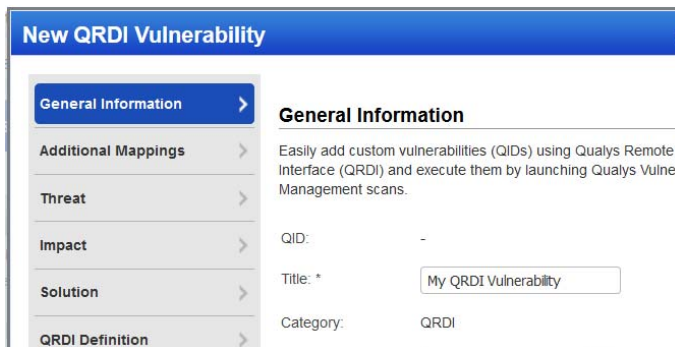 New QRDI Vulnerability
General Information
Additional Mappings
Threat
Impact
Solution
QRDI Definition
General Information
Easily add custom vulnerabilities (QIDs) using Qualys Remote
Interface (QRDI) and execute them by launching Qualys Vulne
Management scans.
QID: -
Title: * My QRDI Vulnerability
Category: QRDI